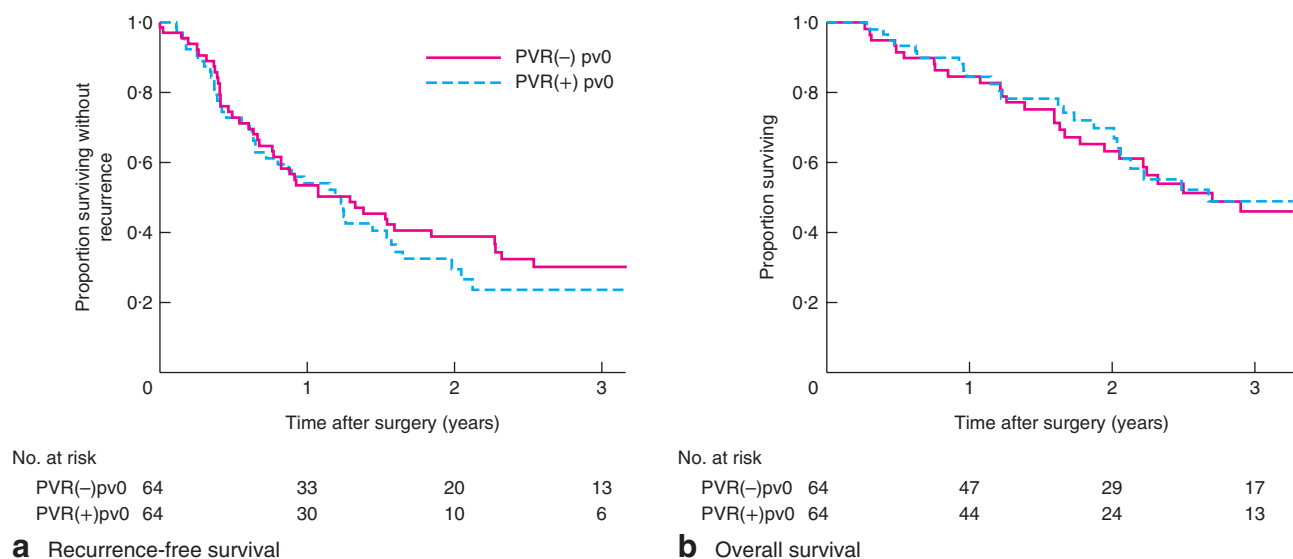 1·0
0·8
0·6
0·4
0·2
0
1
2
3
Proportion surviving without
recurrence
Time after surgery (years)
PVR(–) pv0
PVR(+) pv0
No. at risk
PVR(–)pv0 64 33 20 13
PVR(+)pv0 64 30 10 6
a Recurrence-free survival
1·0
0·8
0·6
0·4
0·2
0
1
2
3
Proportion surviving
Time after surgery (years)
No. at risk
PVR(–)pv0 64 47 29 17
PVR(+)pv0 64 44 24 13
b Overall survival